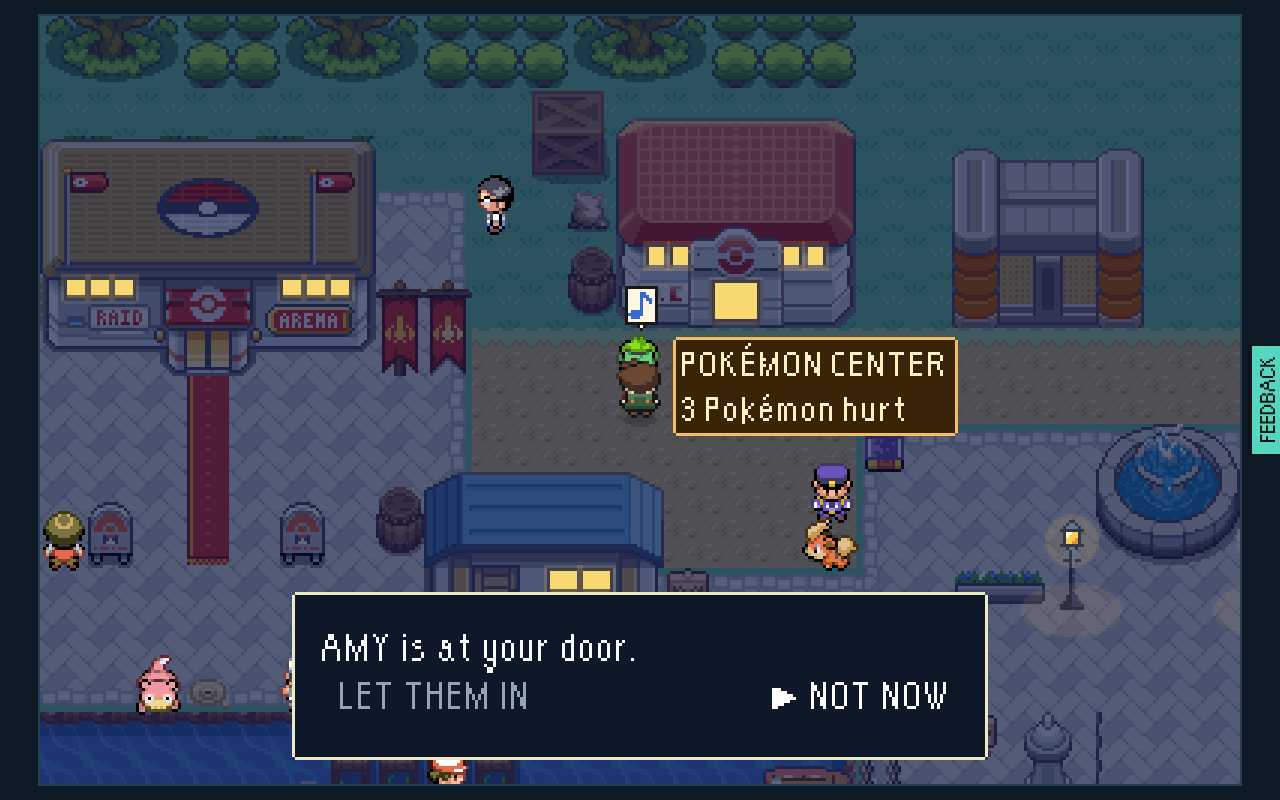 RAID
ARENA
POKÉMON CENTER
3 Pokémon hurt
FEEDBACK
AMY is at your door.
LET THEM IN
▶ NOT NOW